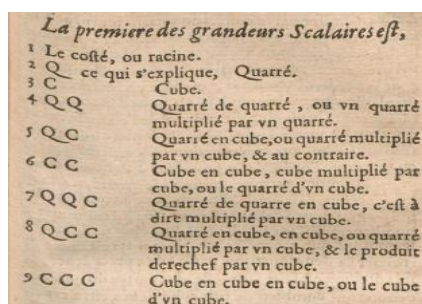 La premiere des grandeurs Scalaires eſt,
1 Le coſté, ou racine.
2 Q ce qui s'explique, Quarré.
3 C Cube.
4 Q Q Quarré de quarré, ou vn quarré
multiplié par vn quarré.
5 Q C Quarré en cube, ou quarré multiplié
par vn cube, & au contraire.
6 C C Cube en cube, cube multiplié par
cube, ou le quarré d'vn cube.
7 Q Q C Quarré de quarre en cube, c'eſt à
dire multiplié par vn cube.
8 Q C C Quarré en cube, en cube, ou quarré
multiplié par vn cube, & le produit
derechef par vn cube.
9 C C C Cube en cube en cube, ou le cube
d'vn cube.